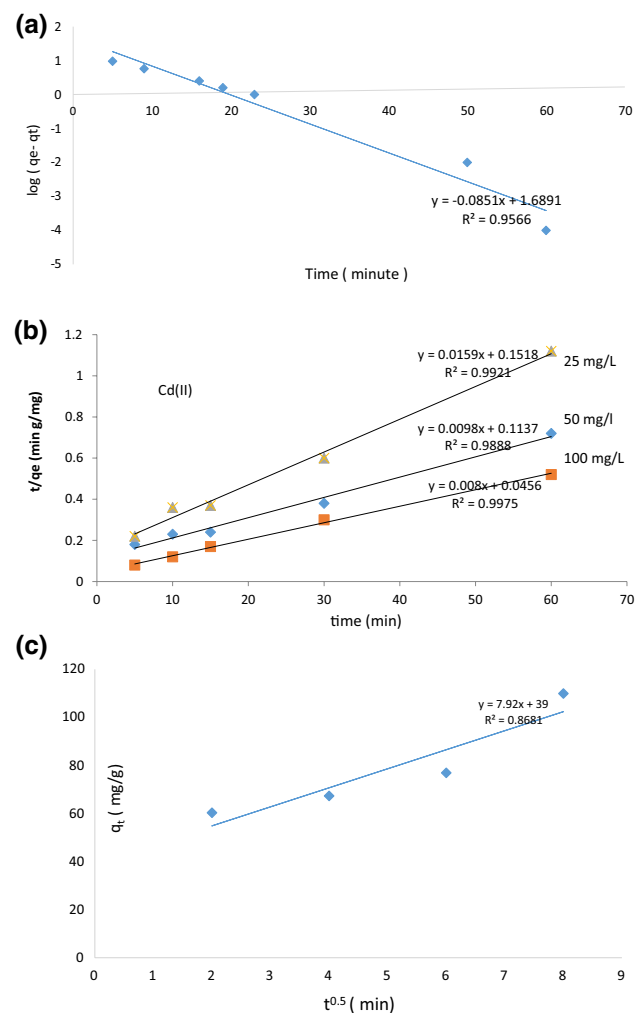 (a)
2
1
0
0 10 20 30 40 50 60 70
-1
-2
-3
-4
-5
log ( qe- qt)
y = -0.0851x + 1.6891
R² = 0.9566
Time ( minute )
(b)
1.2
1
0.8
0.6
0.4
0.2
0
t/qe (min g/mg)
Cd(II)
y = 0.0159x + 0.1518
R² = 0.9921
25 mg/L
y = 0.0098x + 0.1137
R² = 0.9888
50 mg/l
y = 0.008x + 0.0456
R² = 0.9975
100 mg/L
0 10 20 30 40 50 60 70
time (min)
(c)
120
100
80
60
40
20
0
qt ( mg/g)
y = 7.92x + 39
R² = 0.8681
0 1 2 3 4 5 6 7 8 9
t0.5 ( min)